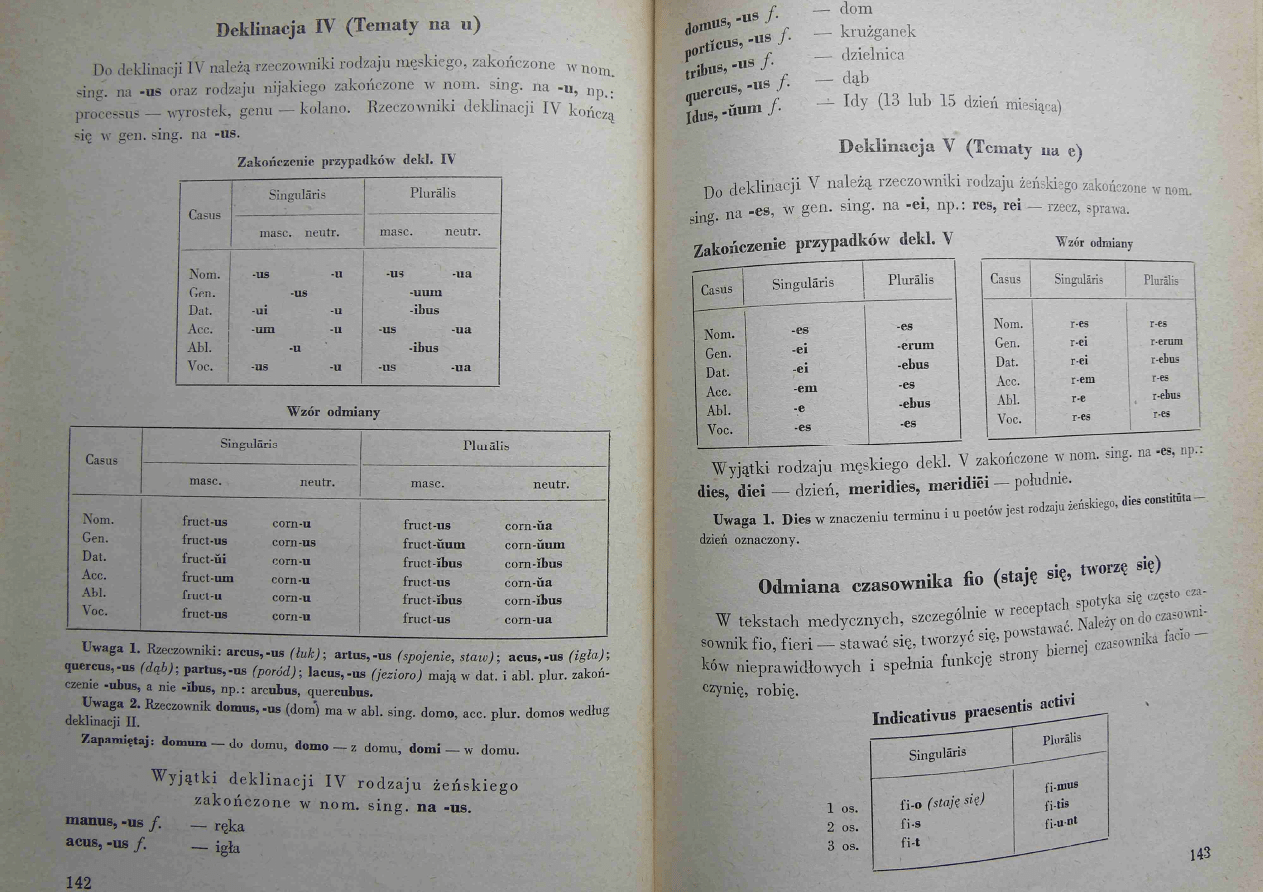 Deklinacja IV (Tematy na u)
Do deklinacji IV należą rzeczowniki rodzaju męskiego, zakończone w nom.
sing. na -us oraz rodzaju nijakiego zakończone w nom. sing. na -u, np.:
processus — wyrostek, genu — kolano. Rzeczowniki deklinacji IV kończą
się w gen. sing. na -us.
Zakończenie przypadków dekl. IV
Casus Singulāris Plurālis
masc. neutr. masc. neutr.
Nom. -us -u -us -ua
Gen. -us -uum
Dat. -ui -u -ibus
Acc. -um -u -us -ua
Abl. -u -ibus
Voc. -us -u -us -ua
Wzór odmiany
Casus Singulāris Plurālis
masc. neutr. masc. neutr.
Nom. fruct-us corn-u fruct-us corn-ŭa
Gen. fruct-us corn-us fruct-ŭum corn-ŭum
Dat. fruct-ŭi corn-u fruct-ĭbus corn-ĭbus
Acc. fruct-um corn-u fruct-us corn-ŭa
Abl. fruct-u corn-u fruct-ĭbus corn-ĭbus
Voc. fruct-us corn-u fruct-us corn-ua
Uwaga 1. Rzeczowniki: arcus, -us (łuk); artus, -us (spojenie, staw); acus, -us (igła);
quercus, -us (dąb); partus, -us (poród); lacus, -us (jezioro) mają w dat. i abl. plur. zakoń-
czenie -ubus, a nie -ĭbus, np.: arcubus, quercubus.
Uwaga 2. Rzeczownik domus, -us (dom) ma w abl. sing. domo, acc. plur. domos według
deklinacji II.
Zapamiętaj: domum — do domu, domo — z domu, domi — w domu.
Wyjątki deklinacji IV rodzaju żeńskiego
zakończone w nom. sing. na -us.
manus, -us f. — ręka
acus, -us f. — igła
142
domus, -us f. — dom
porticus, -us f. — krużganek
tribus, -us f. — dzielnica
quercus, -us f. — dąb
Idus, -ŭum f. — Idy (13 lub 15 dzień miesiąca)
Deklinacja V (Tematy na e)
Do deklinacji V należą rzeczowniki rodzaju żeńskiego zakończone w nom.
sing. na -es, w gen. sing. na -ei, np.: res, rei — rzecz, sprawa.
Zakończenie przypadków dekl. V
Casus Singulāris Plurālis
Nom. -es -es
Gen. -ei -erum
Dat. -ei -ebus
Acc. -em -es
Abl. -e -ebus
Voc. -es -es
Wzór odmiany
Casus Singulāris Plurālis
Nom. r-es r-es
Gen. r-ei r-erum
Dat. r-ei r-ebus
Acc. r-em r-es
Abl. r-e r-ebus
Voc. r-es r-es
Wyjątki rodzaju męskiego dekl. V zakończone w nom. sing. na -es, np.:
dies, diei — dzień, meridies, meridiēi — południe.
Uwaga 1. Dies w znaczeniu terminu i u poetów jest rodzaju żeńskiego, dies constitūta —
dzień oznaczony.
Odmiana czasownika fio (staję się, tworzę się)
W tekstach medycznych, szczególnie w receptach spotyka się często cza-
sownik fio, fieri — stawać się, tworzyć się, powstawać. Należy on do czasowni-
ków nieprawidłowych i spełnia funkcję strony biernej czasownika facio —
czynię, robię.
Indicativus praesentis activi
Singulāris Plurālis
1 os. fi-o (staję się) fi-mus
2 os. fi-s fi-tis
3 os. fi-t fi-u-nt
143